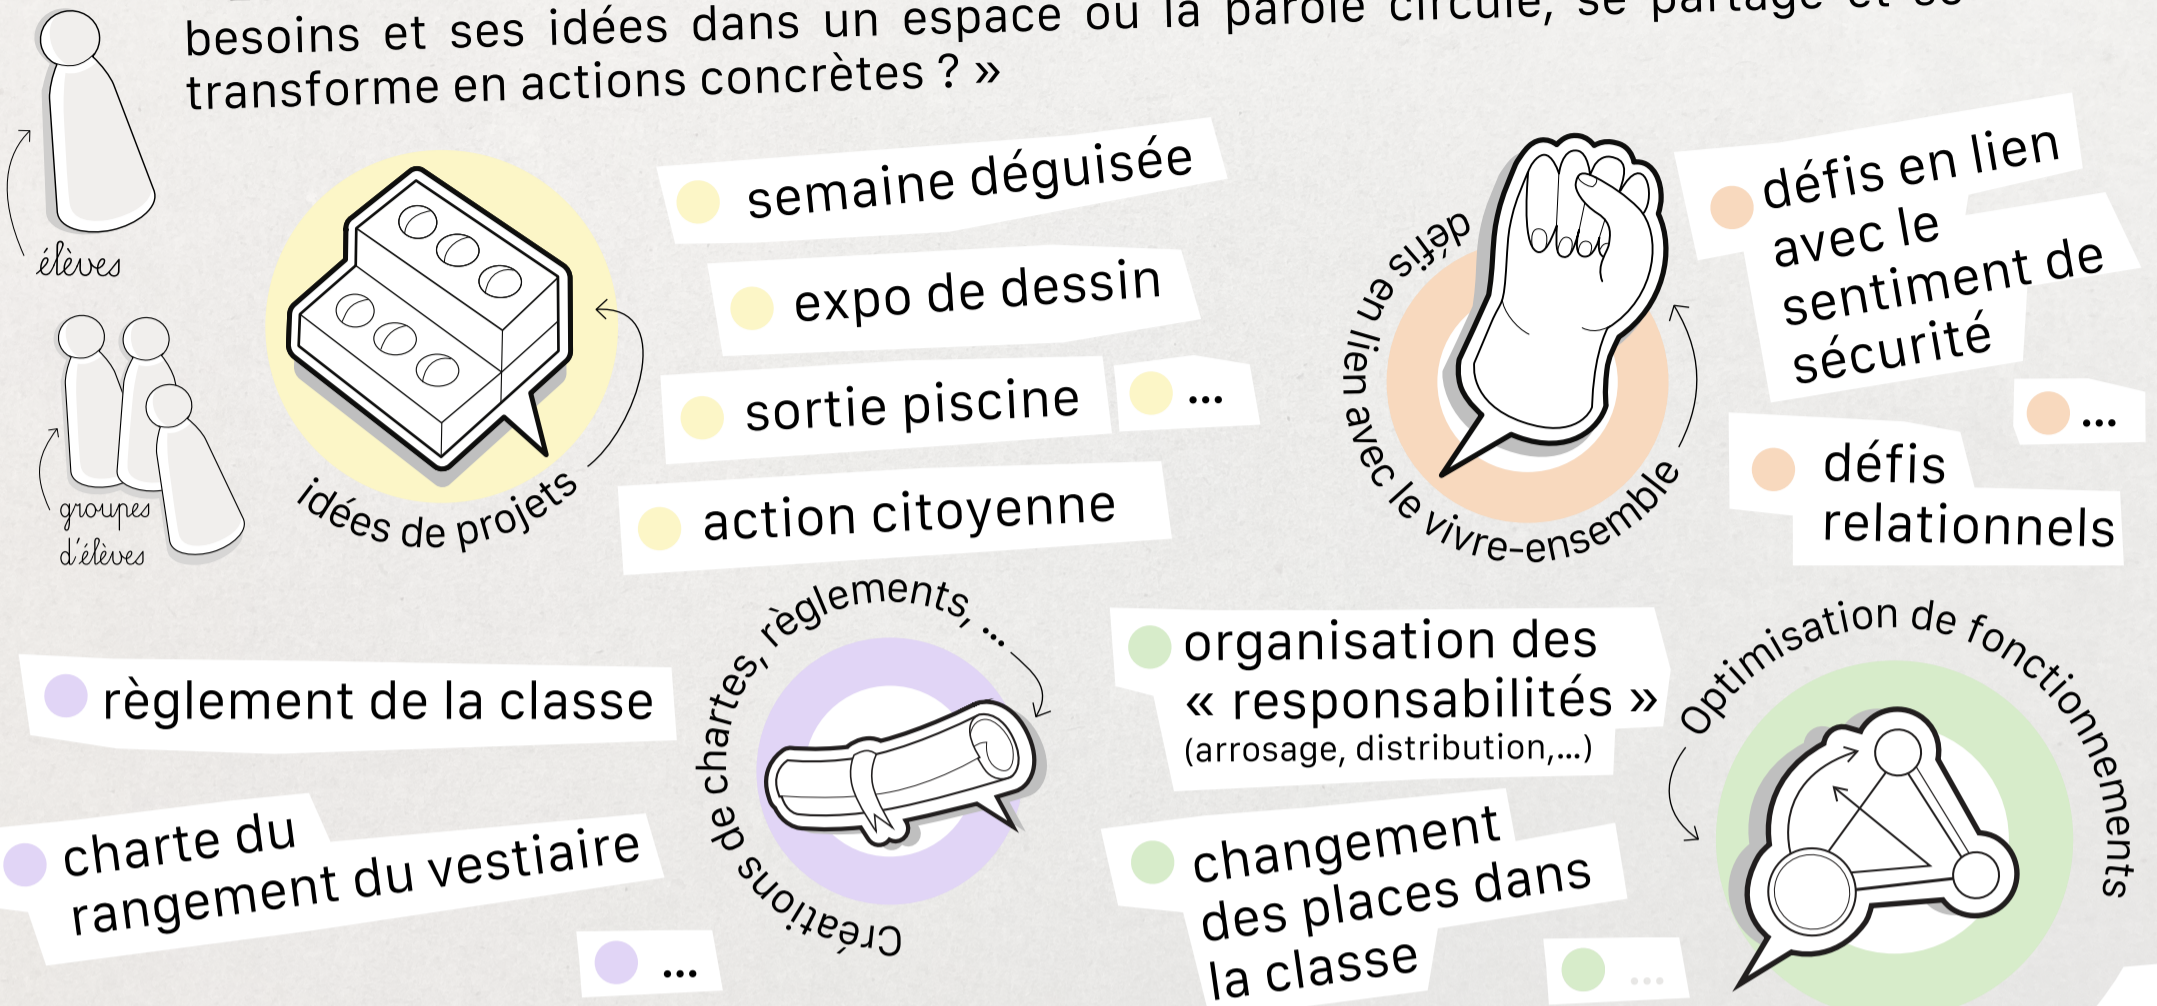 besoins et ses idées dans un espace où la parole circule, se partage et se
transforme en actions concrètes ? »
élèves
groupes
d'élèves
idées de projets
semaine déguisée
expo de dessin
sortie piscine
...
action citoyenne
défis en lien avec le vivre-ensemble
défis en lien
avec le
sentiment de
sécurité
...
défis
relationnels
Créations de chartes, règlements, ...
règlement de la classe
charte du
rangement du vestiaire
...
organisation des
« responsabilités »
(arrosage, distribution,...)
changement
des places dans
la classe
...
Optimisation de fonctionnements